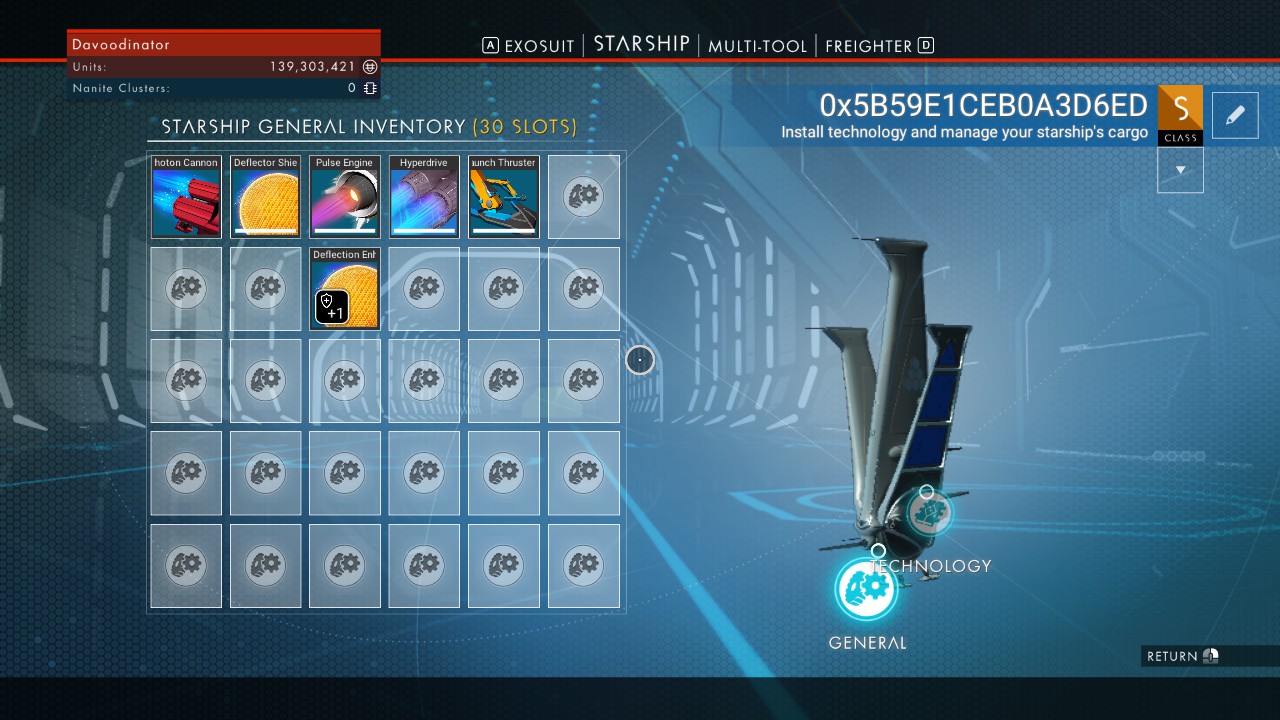 Davoodinator
Units: 139,303,421
Nanite Clusters: 0
A EXOSUIT STARSHIP MULTI-TOOL FREIGHTER D
0x5B59E1CEB0A3D6ED
Install technology and manage your starship's cargo
S
CLASS
STARSHIP GENERAL INVENTORY (30 SLOTS)
hoton Cannon Deflector Shie Pulse Engine Hyperdrive aunch Thruster
Deflection Enh
+1
TECHNOLOGY
GENERAL
RETURN